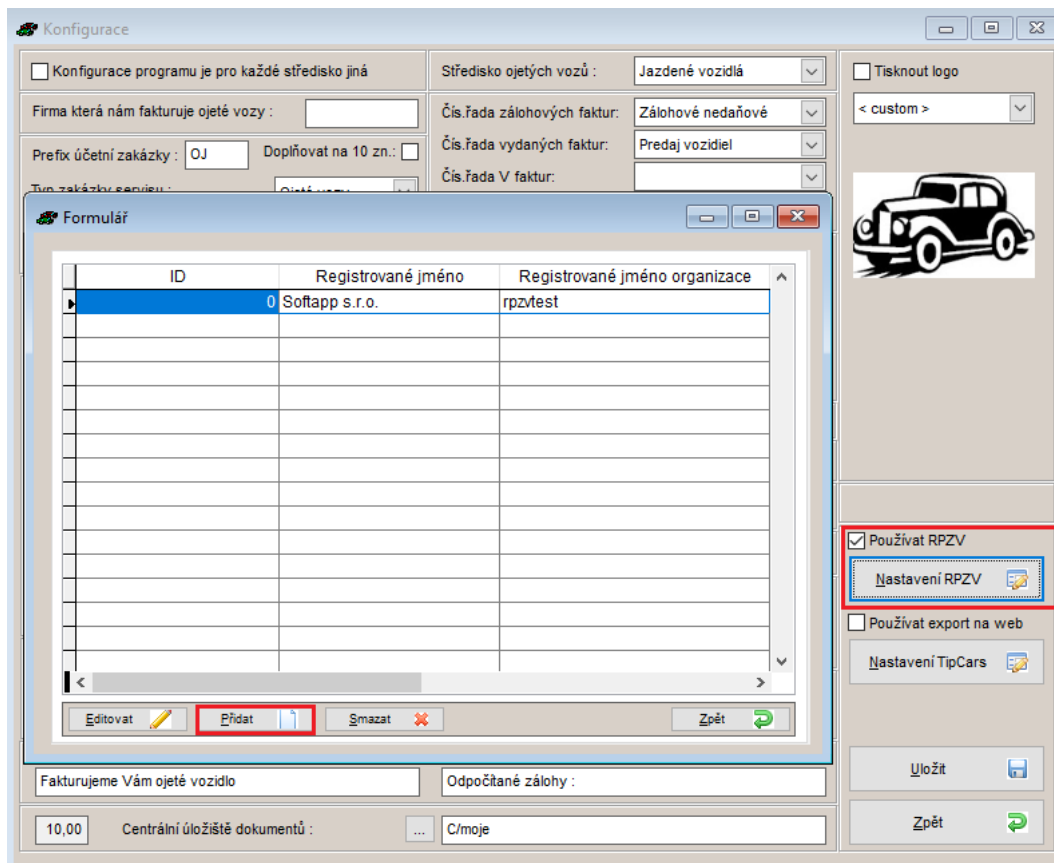 Konfigurace
Konfigurace programu je pro každé středisko jiná
Firma která nám fakturuje ojeté vozy :
Prefix účetní zakázky : OJ Doplňovat na 10 zn.:
Typ zakázky servisu :
Středisko ojetých vozů : Jazdené vozidlá
Čís.řada zálohových faktur: Zálohové nedaňové
Čís.řada vydaných faktur: Predaj vozidiel
Čís.řada V faktur:
Tisknout logo
< custom >
Formulář
ID Registrované jméno Registrované jméno organizace
0 Softapp s.r.o. rpzvtest
Editovat Přidat Smazat Zpět
Používat RPZV
Nastavení RPZV
Používat export na web
Nastavení TipCars
Uložit
Zpět
Fakturujeme Vám ojeté vozidlo Odpočítané zálohy :
10,00 Centrální úložiště dokumentů : ... C/moje